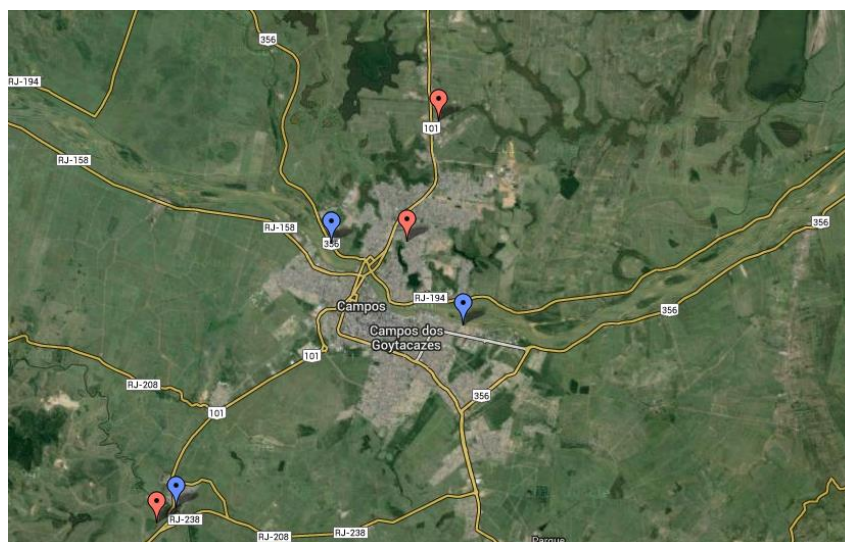 356
RJ-194
101
RJ-158
RJ-158
356
356
RJ-194
356
Campos
Campos dos
Goytacazes
101
RJ-208
356
101
RJ-238
RJ-208
RJ-238
Parque